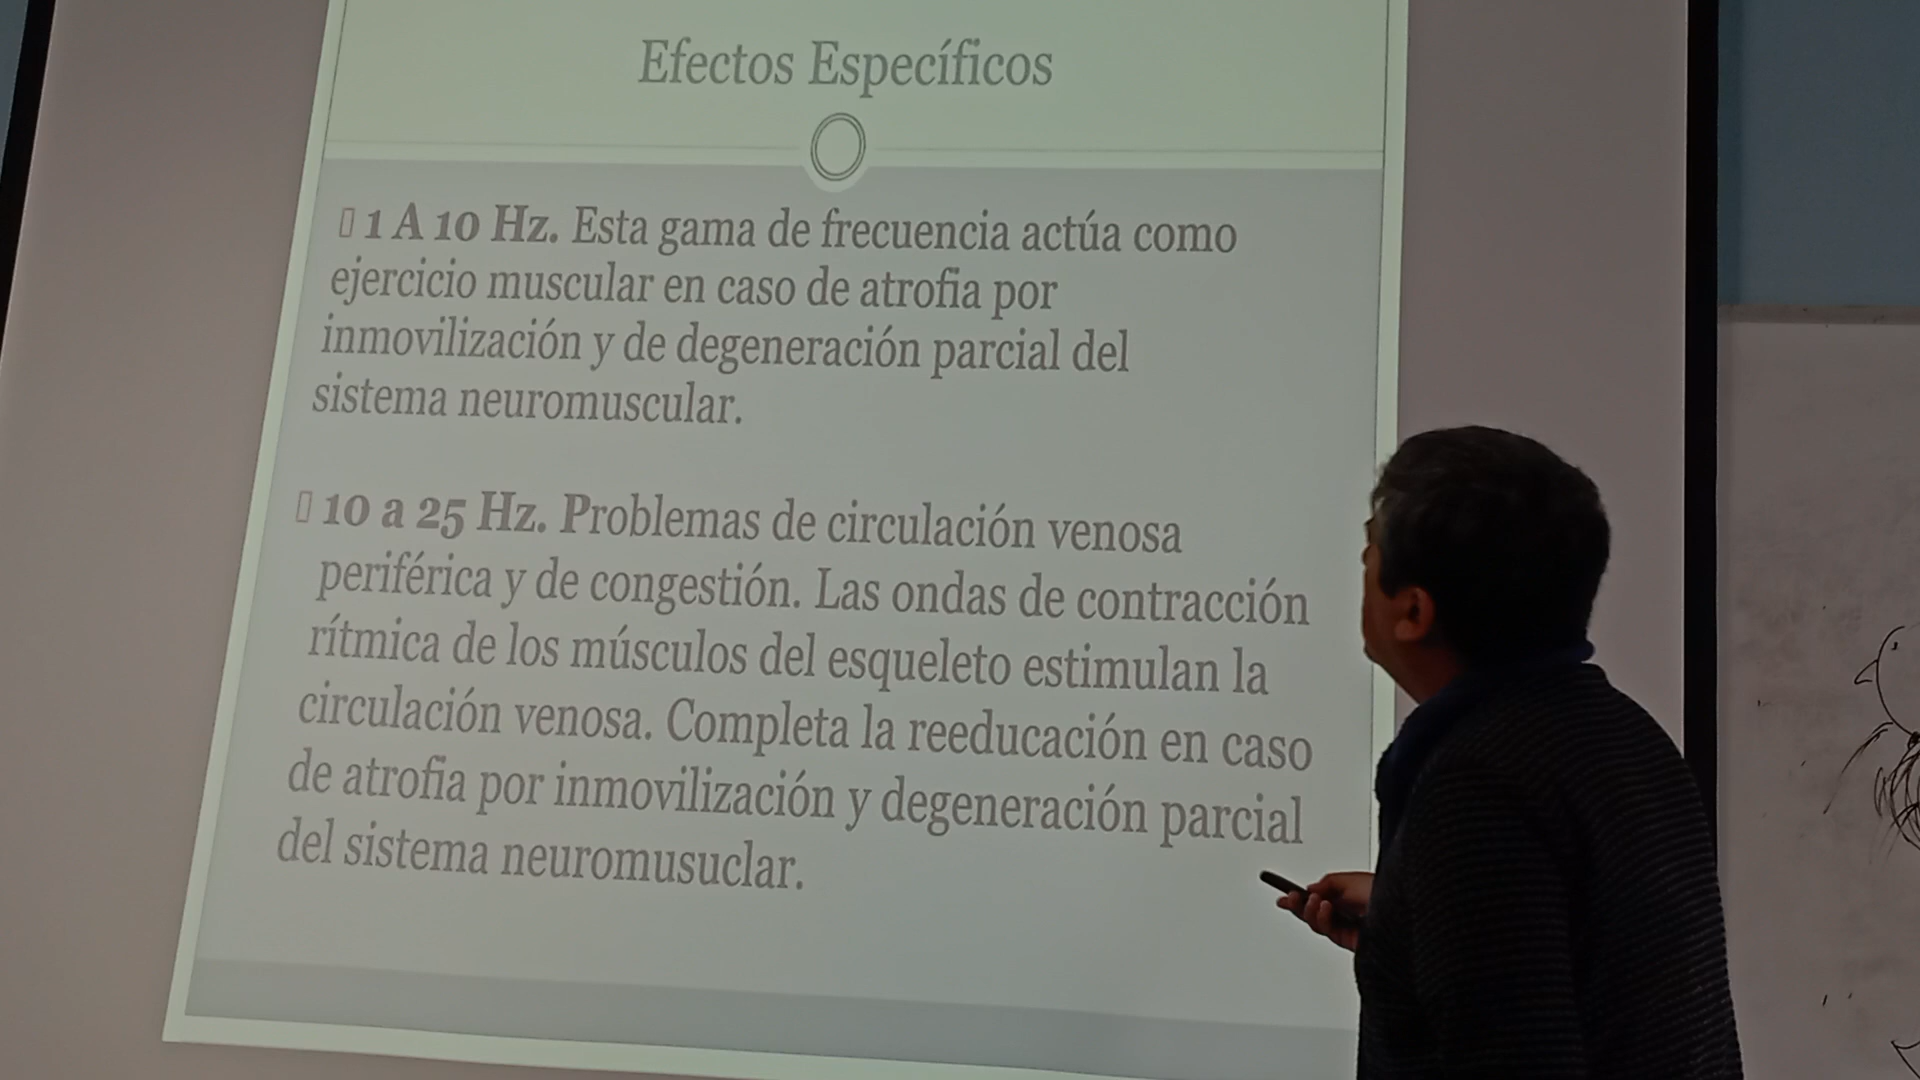 Efectos Específicos
▯ 1 A 10 Hz. Esta gama de frecuencia actúa como
ejercicio muscular en caso de atrofia por
inmovilización y de degeneración parcial del
sistema neuromuscular.
▯ 10 a 25 Hz. Problemas de circulación venosa
periférica y de congestión. Las ondas de contracción
rítmica de los músculos del esqueleto estimulan la
circulación venosa. Completa la reeducación en caso
de atrofia por inmovilización y degeneración parcial
del sistema neuromusuclar.